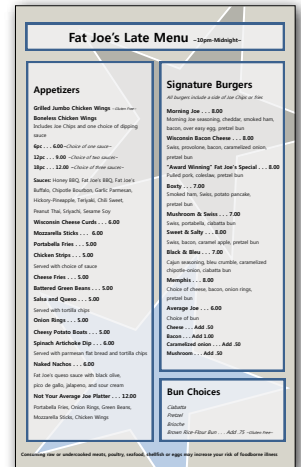 Fat Joe's Late Menu ~10pm-Midnight~
Appetizers
Grilled Jumbo Chicken Wings ~Gluten Free~
Boneless Chicken Wings
Includes Joe Chips and one choice of dipping
sauce
6pc . . . 6.00 ~Choice of one sauce~
12pc . . . 9.00 ~Choice of two sauces~
18pc . . . 12.00 ~Choice of three sauces~
Sauces: Honey BBQ, Fat Joe's BBQ, Fat Joe's
Buffalo, Chipotle Bourbon, Garlic Parmesan,
Hickory-Pineapple, Teriyaki, Chili Sweet,
Peanut Thai, Sriyachi, Sesame Soy
Wisconsin Cheese Curds . . . 6.00
Mozzarella Sticks . . . 6.00
Portabella Fries . . . 5.00
Chicken Strips . . . 5.00
Served with choice of sauce
Cheese Fries . . . 5.00
Battered Green Beans . . . 5.00
Salsa and Queso . . . 5.00
Served with tortilla chips
Onion Rings . . . 5.00
Cheesy Potato Boats . . . 5.00
Spinach Artichoke Dip . . . 6.00
Served with parmesan flat bread and tortilla chips
Naked Nachos . . . 6.00
Fat Joe's queso sauce with black olive,
pico de gallo, jalapeno, and sour cream
Not Your Average Joe Platter . . . 12.00
Portabella Fries, Onion Rings, Green Beans,
Mozzarella Sticks, Chicken Wings
Signature Burgers
All burgers include a side of Joe Chips or fries
Morning Joe . . . 8.00
Morning Joe seasoning, cheddar, smoked ham,
bacon, over easy egg, pretzel bun
Wisconsin Bacon Cheese . . . 8.00
Swiss, provolone, bacon, caramelized onion,
pretzel bun
"Award Winning" Fat Joe's Special . . . 8.00
Pulled pork, coleslaw, pretzel bun
Boxty . . . 7.00
Smoked ham, Swiss, potato pancake,
pretzel bun
Mushroom & Swiss . . . 7.00
Swiss, portabella, ciabatta bun
Sweet & Salty . . . 8.00
Swiss, bacon, caramel apple, pretzel bun
Black & Bleu . . . 7.00
Cajun seasoning, bleu crumble, caramelized
chipotle-onion, ciabatta bun
Memphis . . . 8.00
Choice of cheese, bacon, onion rings,
pretzel bun
Average Joe . . . 6.00
Choice of bun
Cheese . . . Add .50
Bacon . . . Add 1.00
Caramelized onion . . . Add .50
Mushroom . . . Add .50
Bun Choices
Ciabatta
Pretzel
Brioche
Brown Rice-Flour Bun . . . Add .75 ~Gluten Free~
Consuming raw or undercooked meats, poultry, seafood, shellfish or eggs may increase your risk of foodborne illness